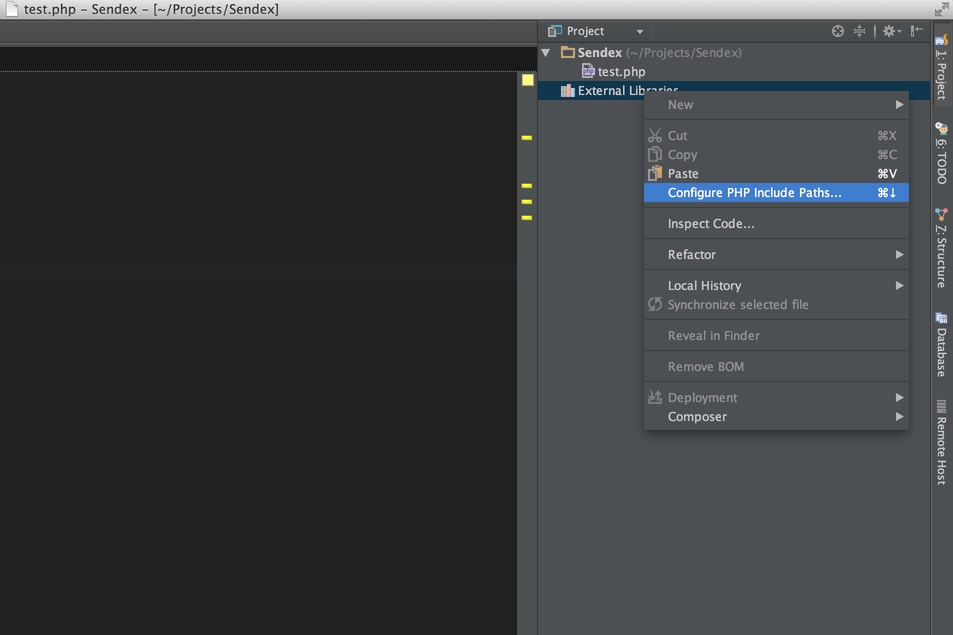 test.php – Sendex – [~/Projects/Sendex]
Project
Sendex (~/Projects/Sendex)
test.php
External Libraries
New
Cut ⌘X
Copy ⌘C
Paste ⌘V
Configure PHP Include Paths... ⌘↓
Inspect Code...
Refactor
Local History
Synchronize selected file
Reveal in Finder
Remove BOM
Deployment
Composer
1: Project
6: TODO
Z: Structure
Database
Remote Host